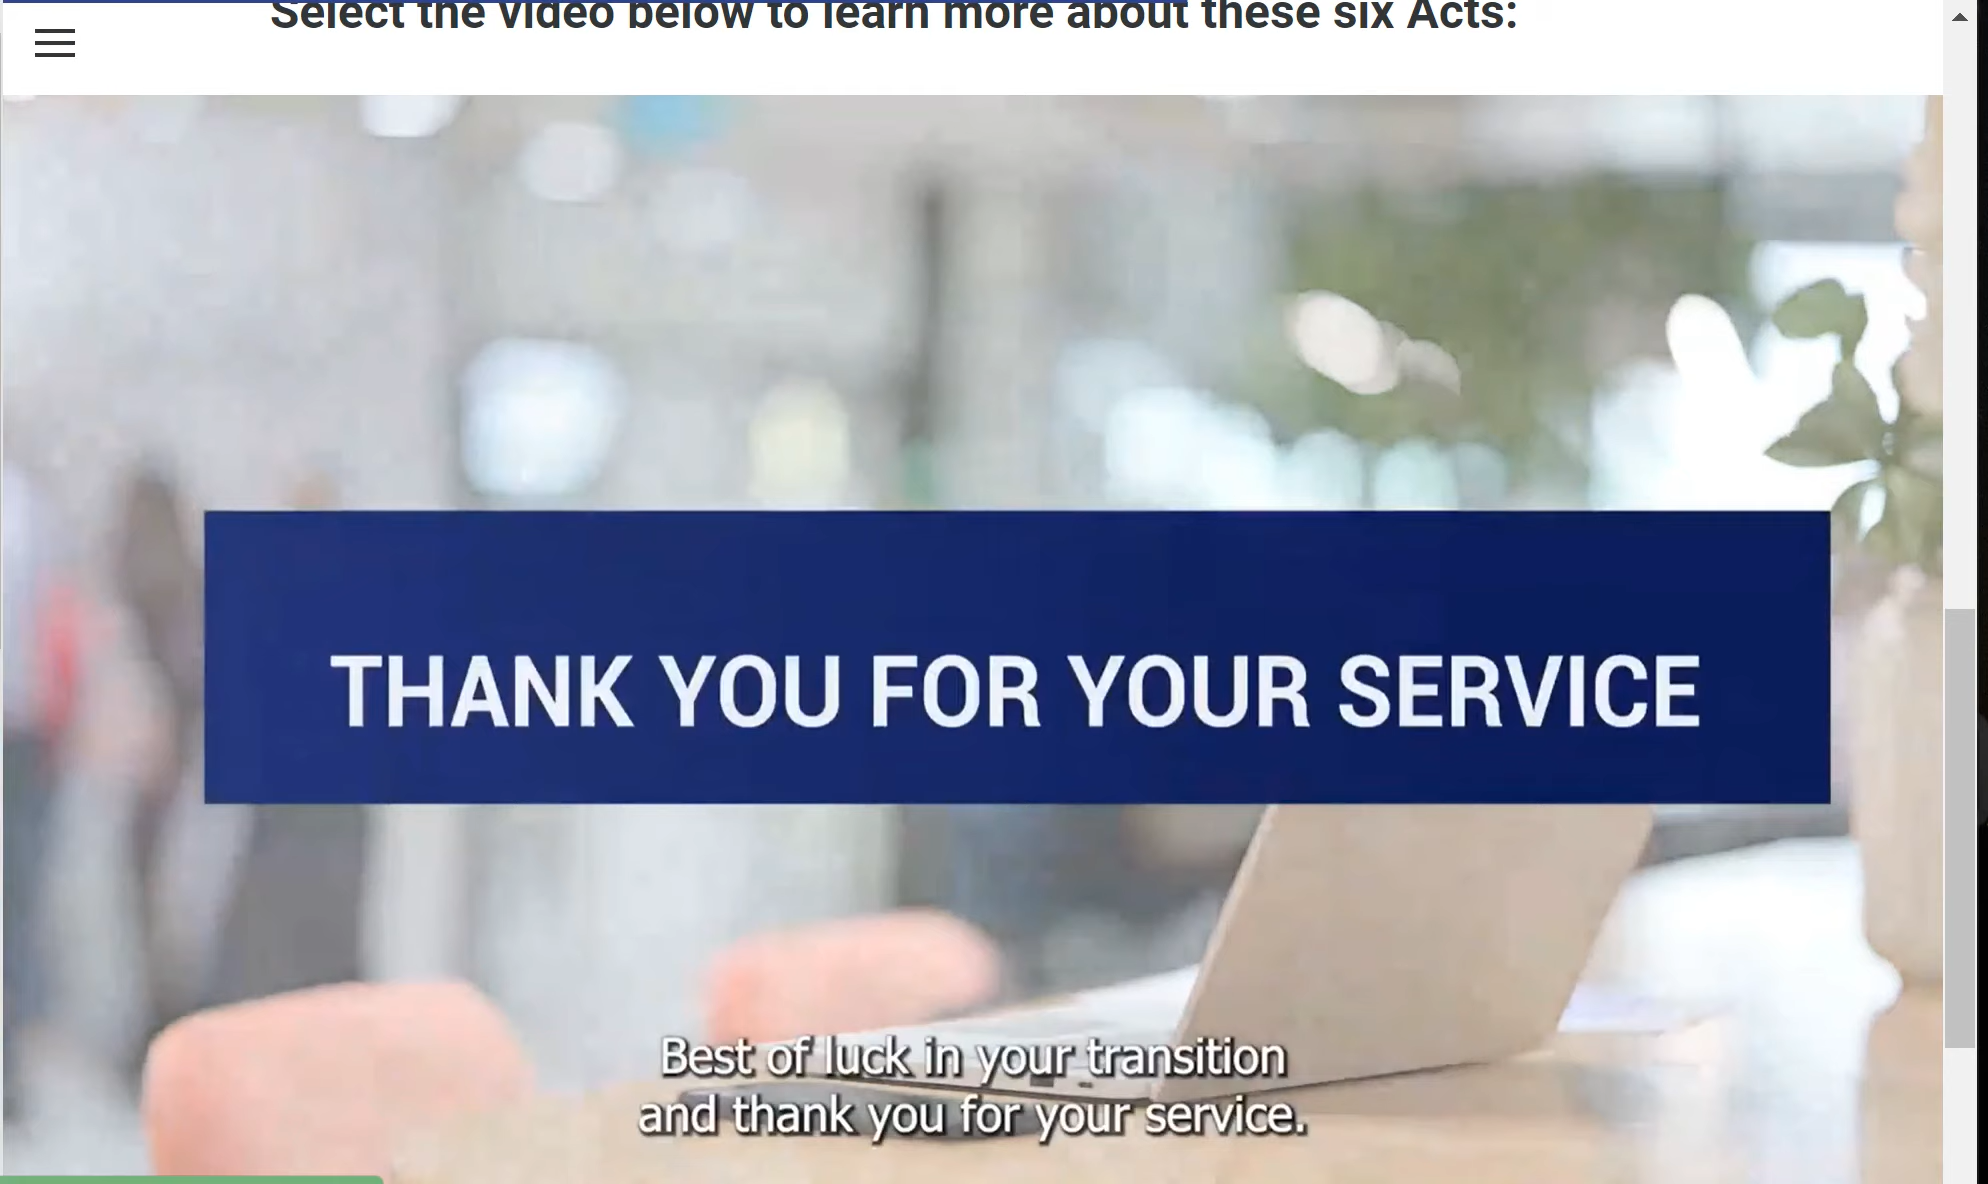 Select the video below to learn more about these six Acts:
THANK YOU FOR YOUR SERVICE
Best of luck in your transition
and thank you for your service.